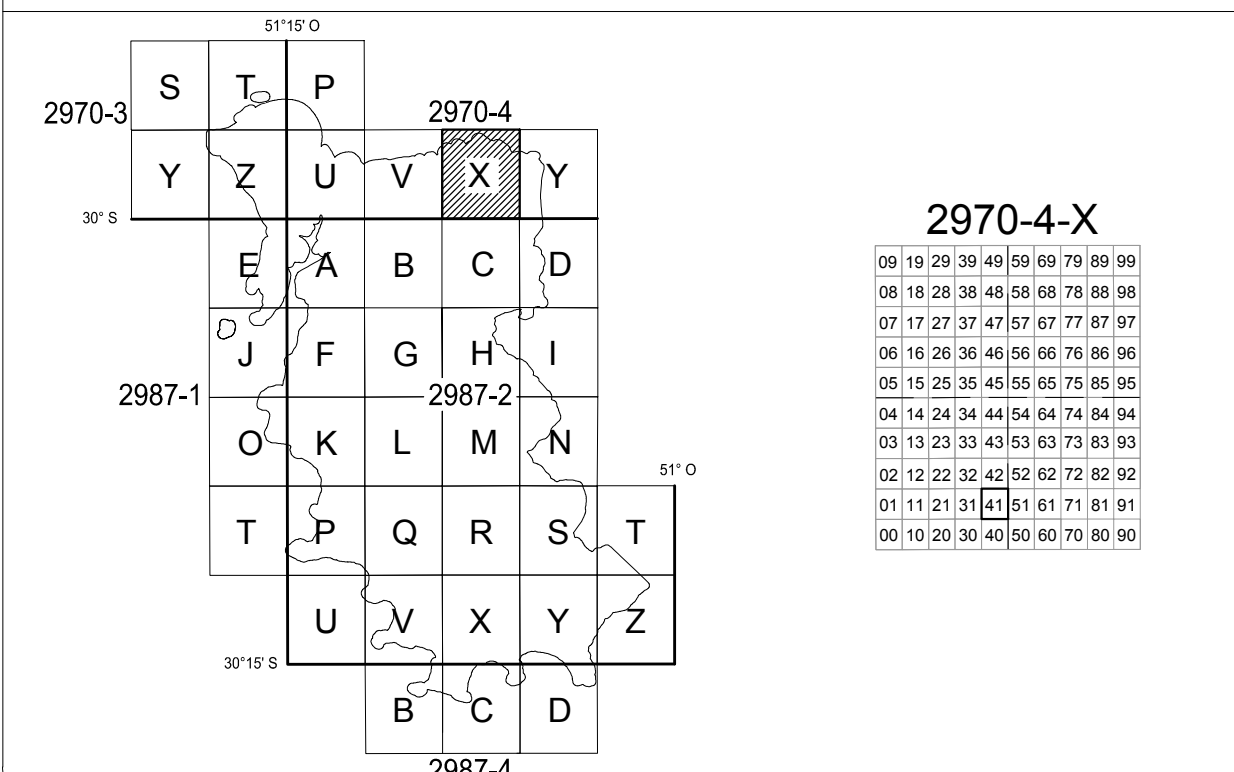 51°15' O
S T P
2970-3 2970-4
Y Z U V X Y
30° S
E A B C D
J F G H I
2987-1 2987-2
O K L M N
51° O
T P Q R S T
U V X Y Z
30°15' S
B C D
2987-4
2970-4-X
09 19 29 39 49 59 69 79 89 99
08 18 28 38 48 58 68 78 88 98
07 17 27 37 47 57 67 77 87 97
06 16 26 36 46 56 66 76 86 96
05 15 25 35 45 55 65 75 85 95
04 14 24 34 44 54 64 74 84 94
03 13 23 33 43 53 63 73 83 93
02 12 22 32 42 52 62 72 82 92
01 11 21 31 41 51 61 71 81 91
00 10 20 30 40 50 60 70 80 90